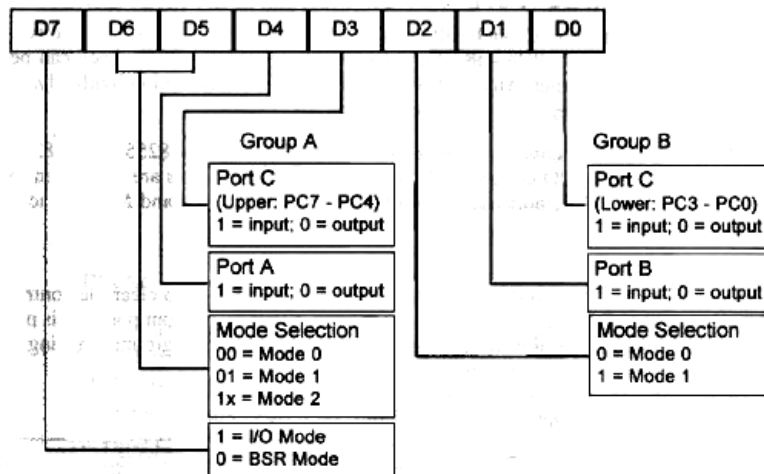 D7 D6 D5 D4 D3 D2 D1 D0
Group A
Group B
Port C
(Upper: PC7 - PC4)
1 = input; 0 = output
Port C
(Lower: PC3 - PC0)
1 = input; 0 = output
Port A
1 = input; 0 = output
Port B
1 = input; 0 = output
Mode Selection
00 = Mode 0
01 = Mode 1
1x = Mode 2
Mode Selection
0 = Mode 0
1 = Mode 1
1 = I/O Mode
0 = BSR Mode